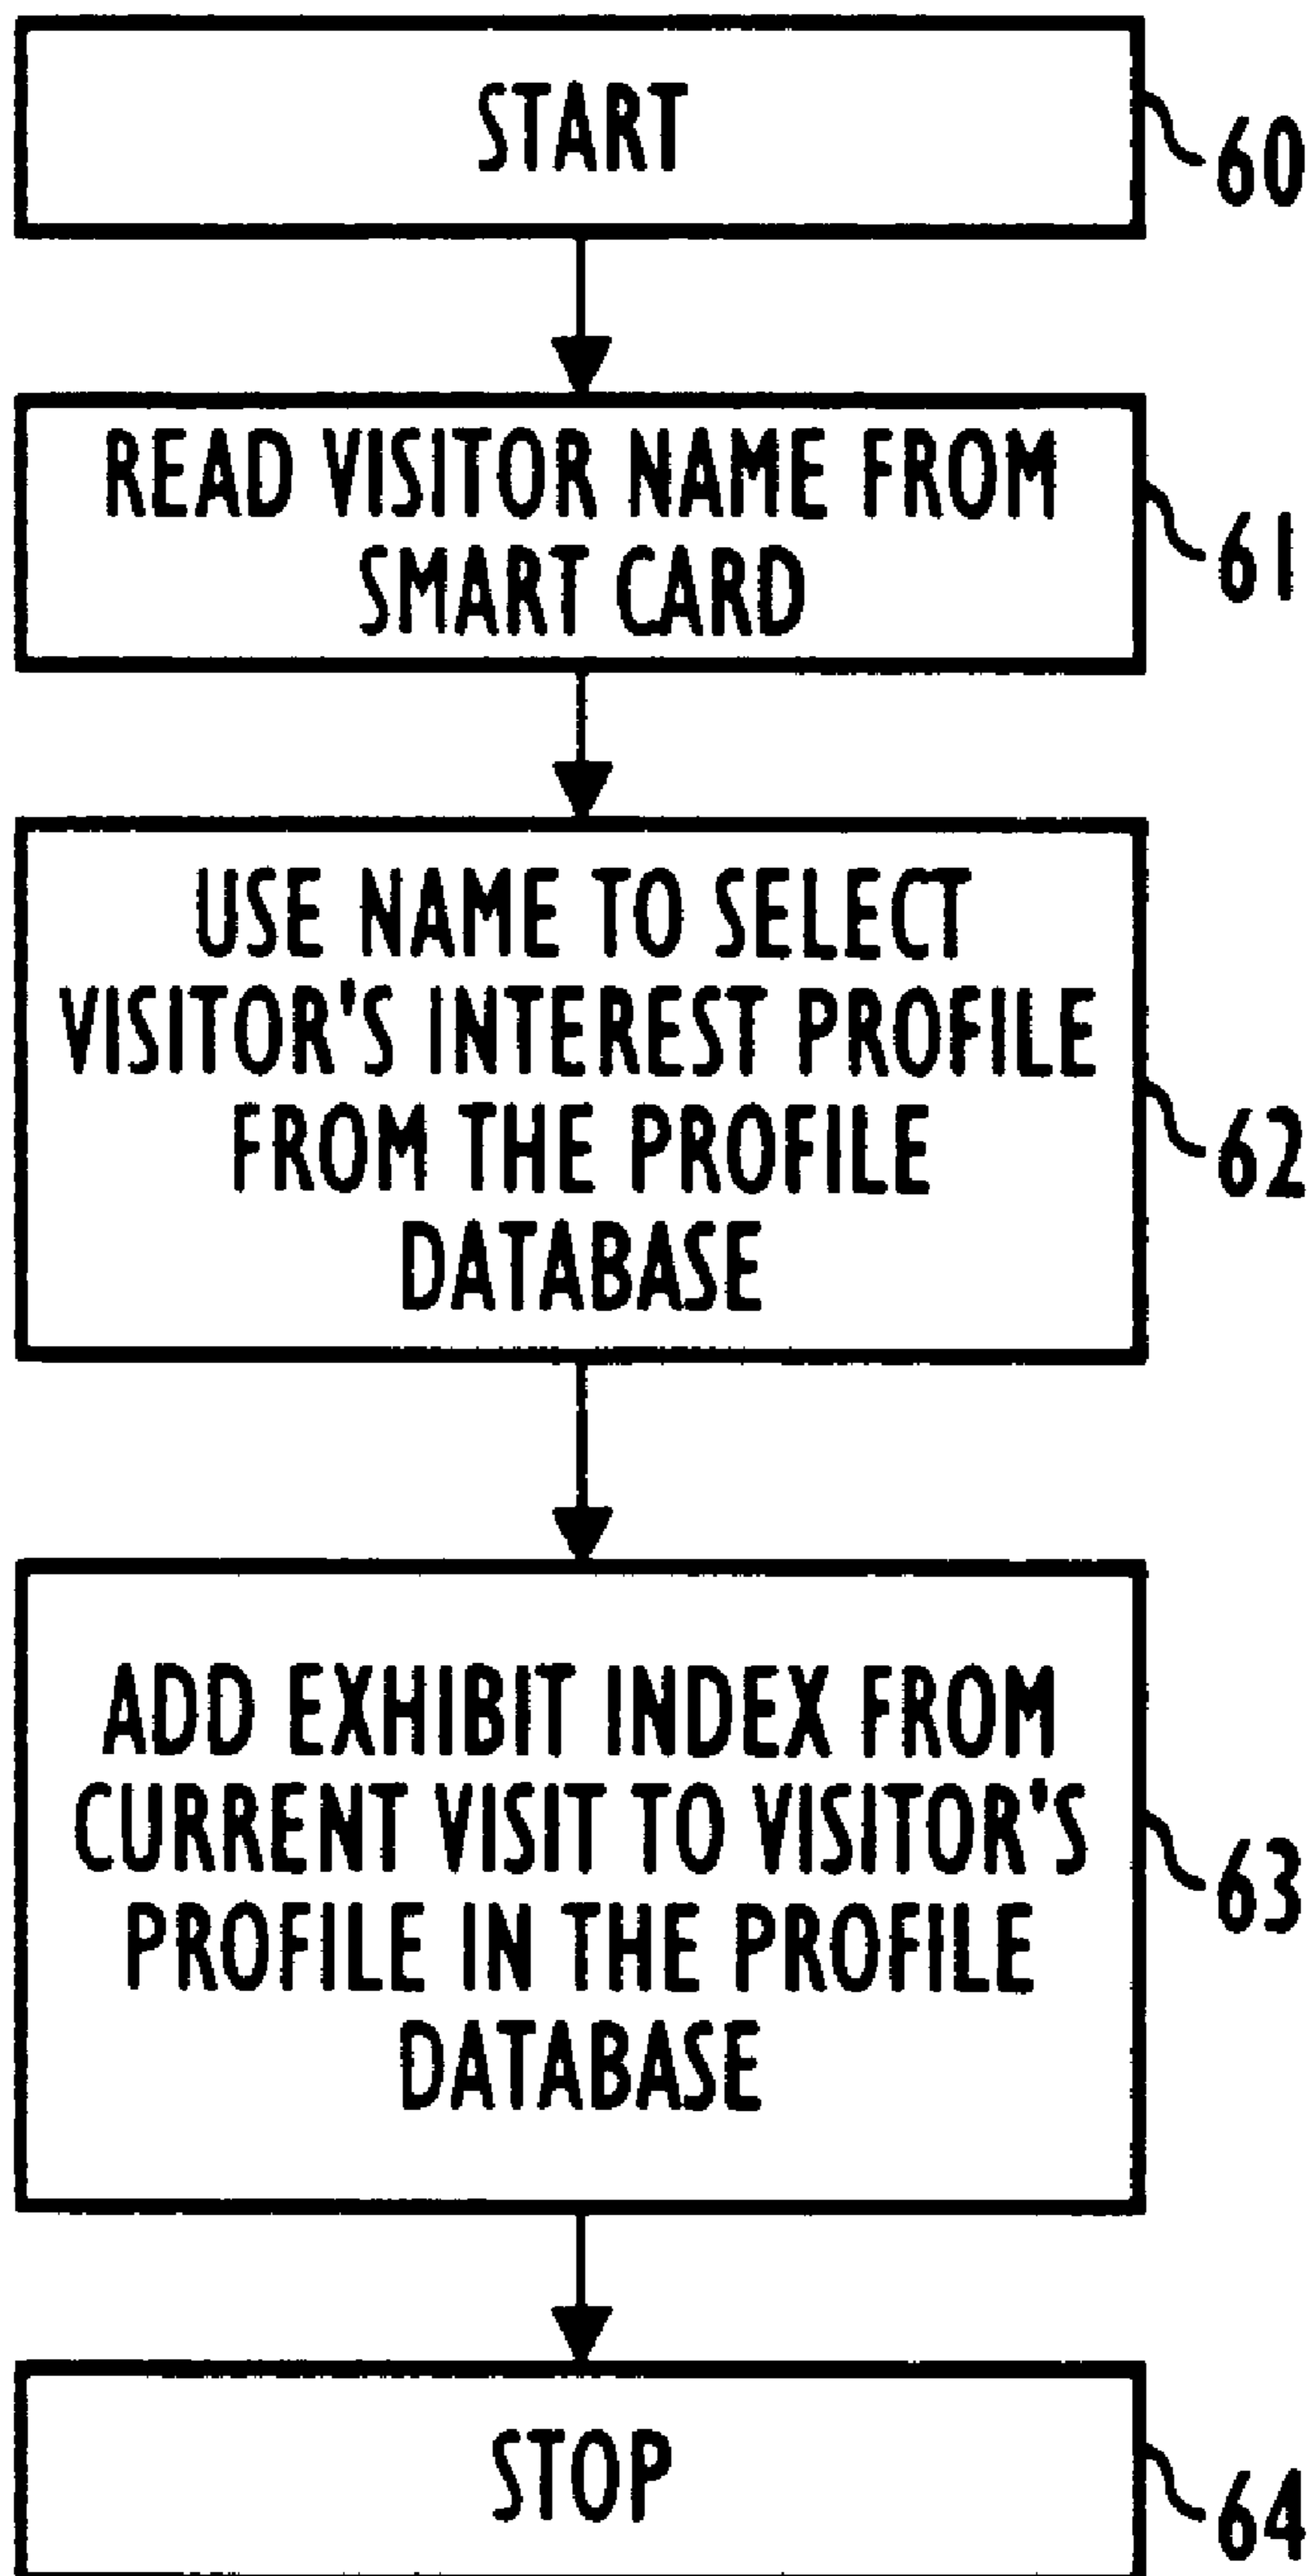 START
60
READ VISITOR NAME FROM
SMART CARD
61
USE NAME TO SELECT
VISITOR'S INTEREST PROFILE
FROM THE PROFILE
DATABASE
62
ADD EXHIBIT INDEX FROM
CURRENT VISIT TO VISITOR'S
PROFILE IN THE PROFILE
DATABASE
63
STOP
64